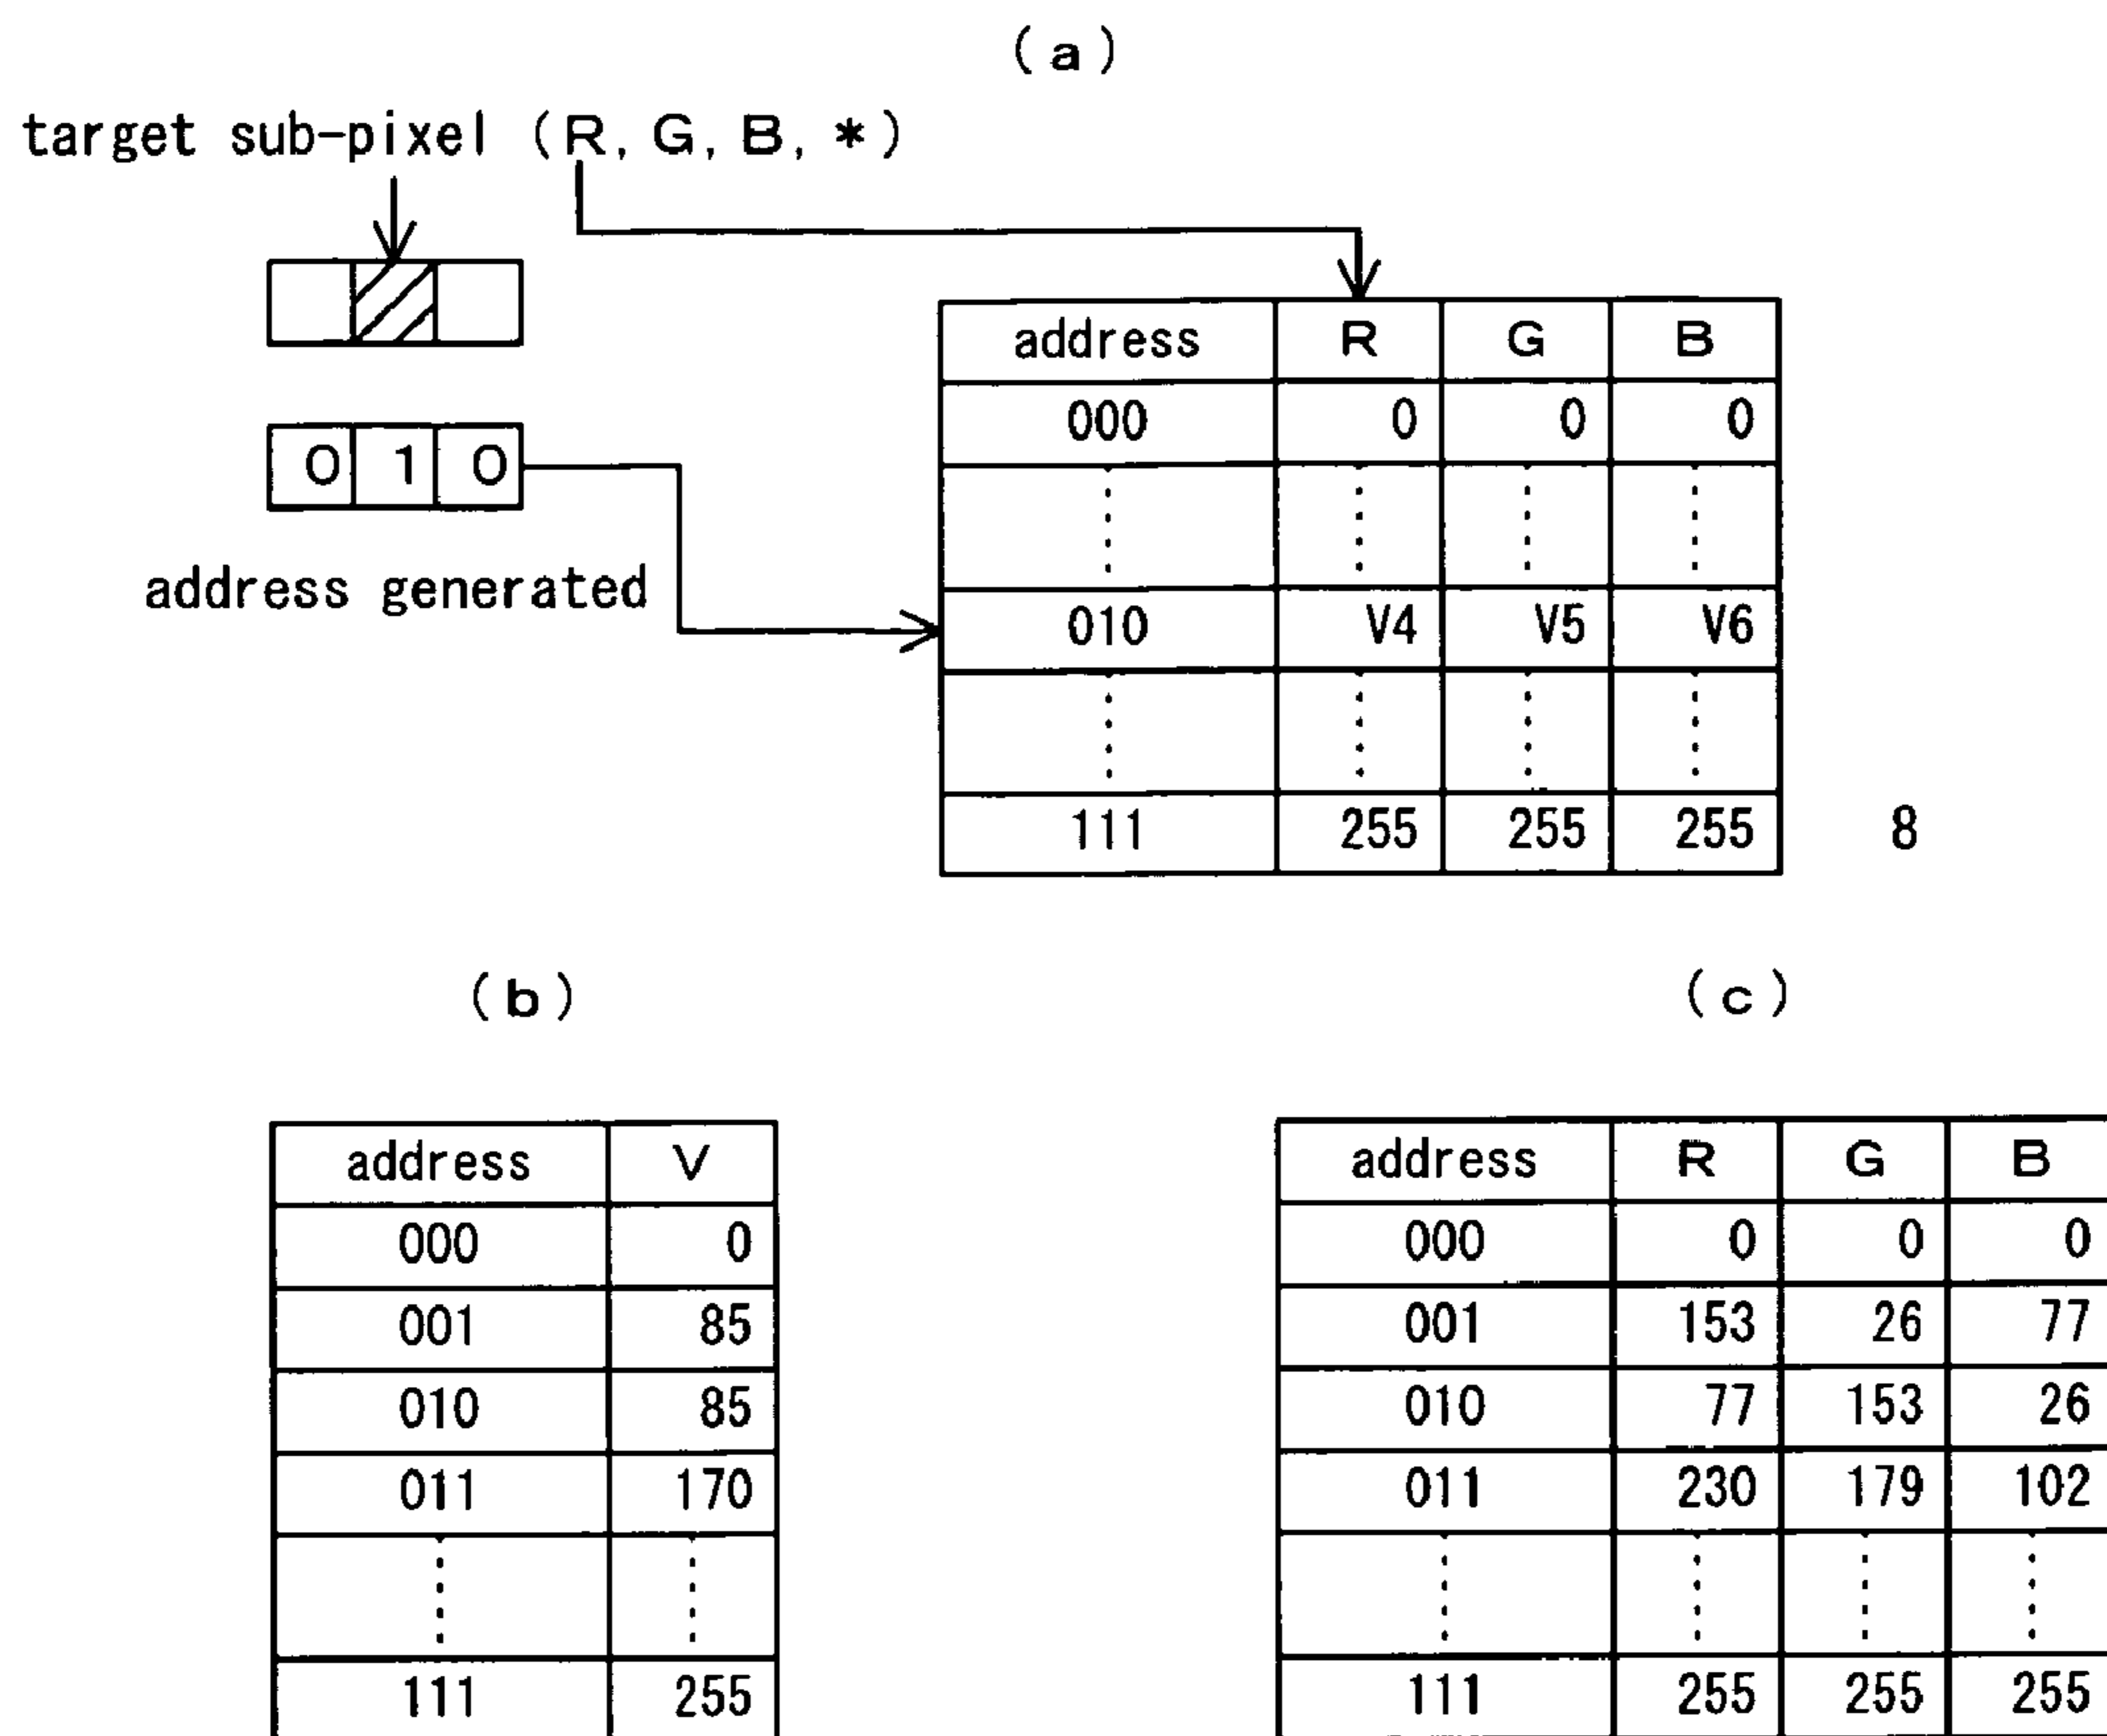 (a)
target sub-pixel (R, G, B, *)
address R G B
000 0 0 0
0 1 0
address generated
010 V4 V5 V6
111 255 255 255 8
(b)
address V
000 0
001 85
010 85
011 170
111 255
(c)
address R G B
000 0 0 0
001 153 26 77
010 77 153 26
011 230 179 102
111 255 255 255